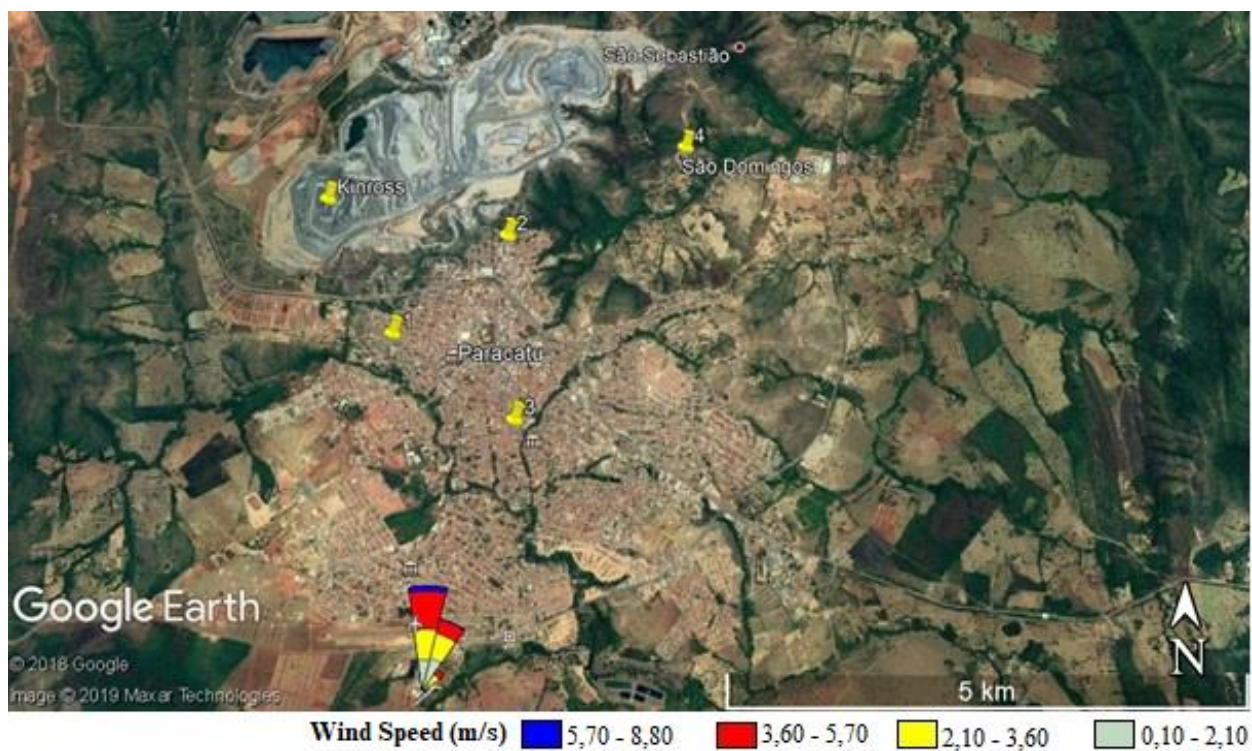 São Sebastião
4
São Domingos
Kinross
2
1
Paracatu
3
Google Earth
N
© 2018 Google
Image © 2019 Maxar Technologies
5 km
Wind Speed (m/s) 5,70 - 8,80 3,60 - 5,70 2,10 - 3,60 0,10 - 2,10